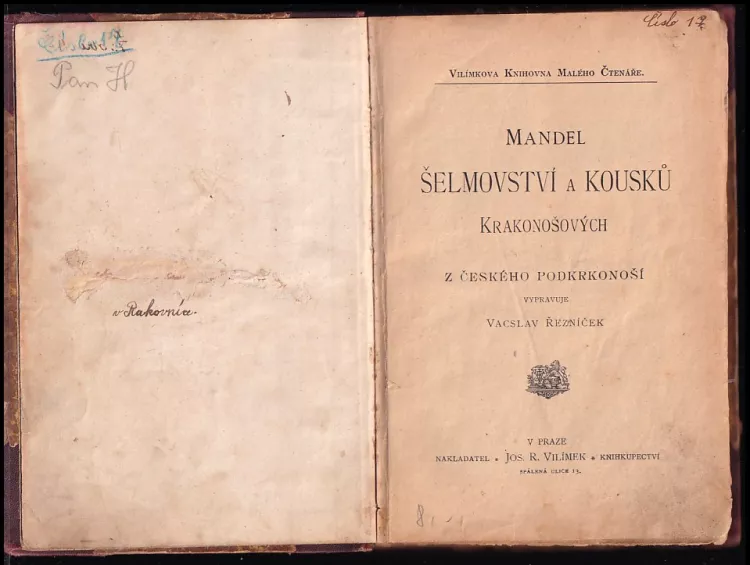 Pan H
v Rakovníce.
Číslo 12
Vilímkova Knihovna Malého Čtenáře.
Mandel
ŠELMOVSTVÍ A KOUSKŮ
Krakonošových
Z ČESKÉHO PODKRKONOŠÍ
VYPRAVUJE
Vacslav Řezníček
V PRAZE
NAKLADATEL * Jos. R. Vilímek * KNIHKUPECTVÍ
SPÁLENÁ ULICE 13.